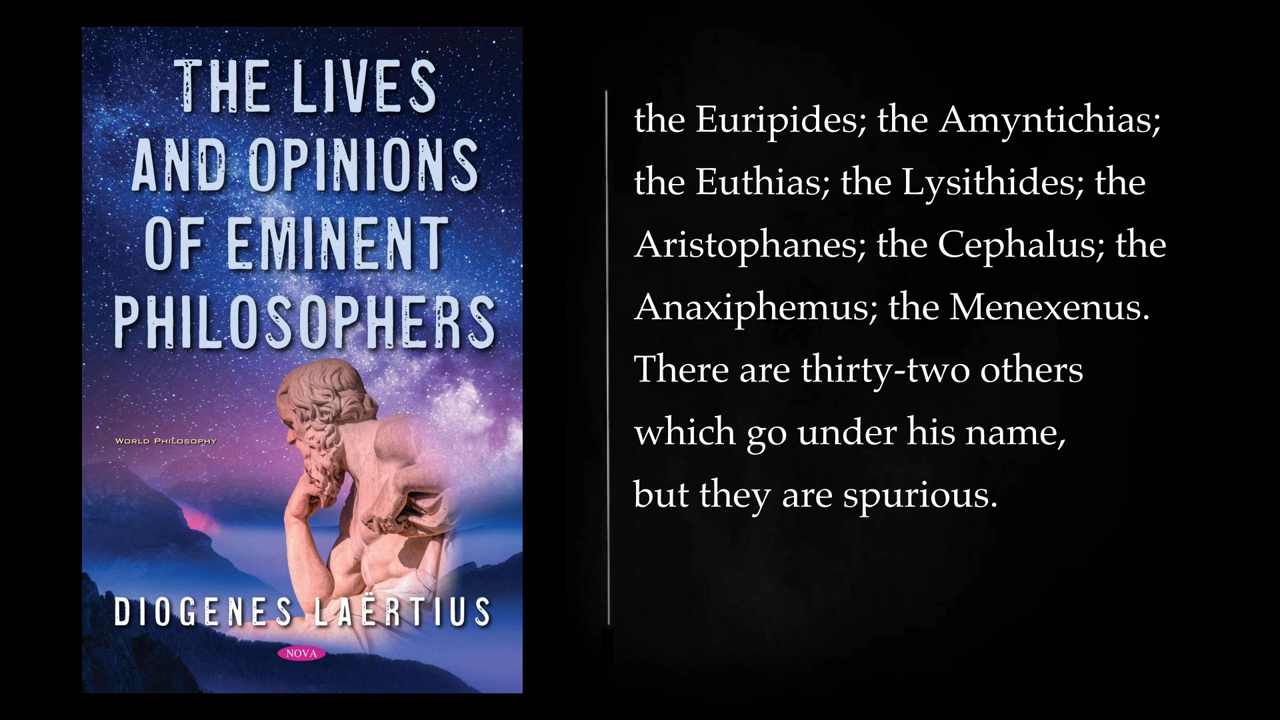 THE LIVES
AND OPINIONS
OF EMINENT
PHILOSOPHERS
WORLD PHILOSOPHY
DIOGENES LAËRTIUS
NOVA
the Euripides; the Amyntichias;
the Euthias; the Lysithides; the
Aristophanes; the Cephalus; the
Anaxiphemus; the Menexenus.
There are thirty-two others
which go under his name,
but they are spurious.